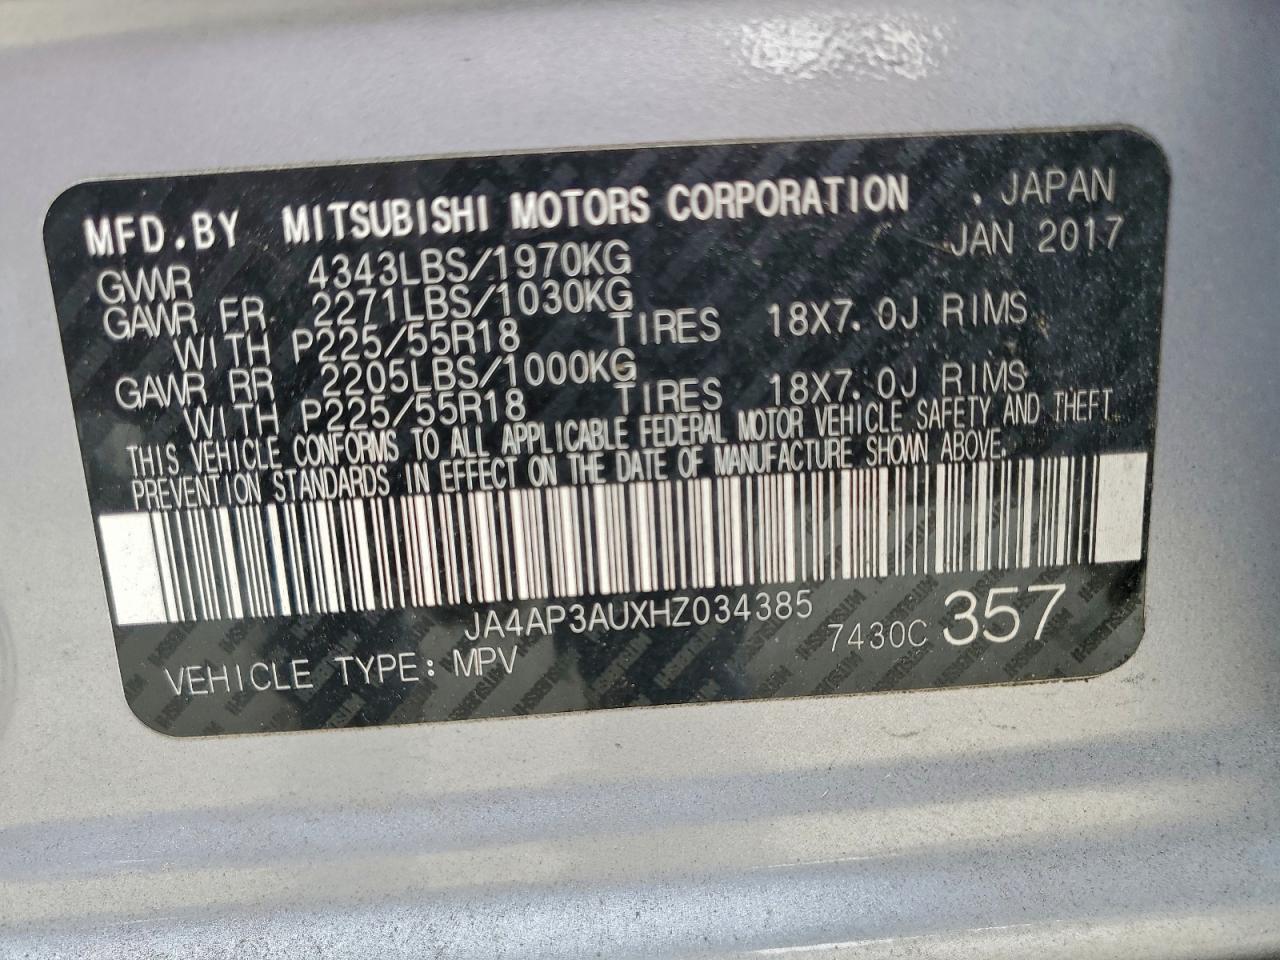 MFD.BY MITSUBISHI MOTORS CORPORATION . JAPAN
JAN 2017
GVWR 4343LBS/1970KG
GAWR FR 2271LBS/1030KG
WITH P225/55R18 TIRES 18X7.0J RIMS
GAWR RR 2205LBS/1000KG
WITH P225/55R18 TIRES 18X7.0J RIMS
THIS VEHICLE CONFORMS TO ALL APPLICABLE FEDERAL MOTOR VEHICLE SAFETY AND THEFT
PREVENTION STANDARDS IN EFFECT ON THE DATE OF MANUFACTURE SHOWN ABOVE.
JA4AP3AUXHZ034385
7430C 357
VEHICLE TYPE: MPV